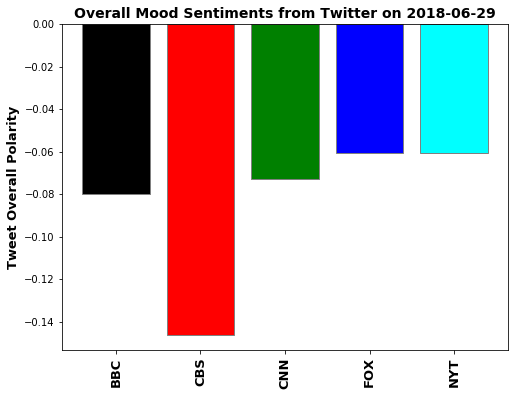 Overall Mood Sentiments from Twitter on 2018-06-29
Tweet Overall Polarity
0.00
−0.02
−0.04
−0.06
−0.08
−0.10
−0.12
−0.14
BBC
CBS
CNN
FOX
NYT